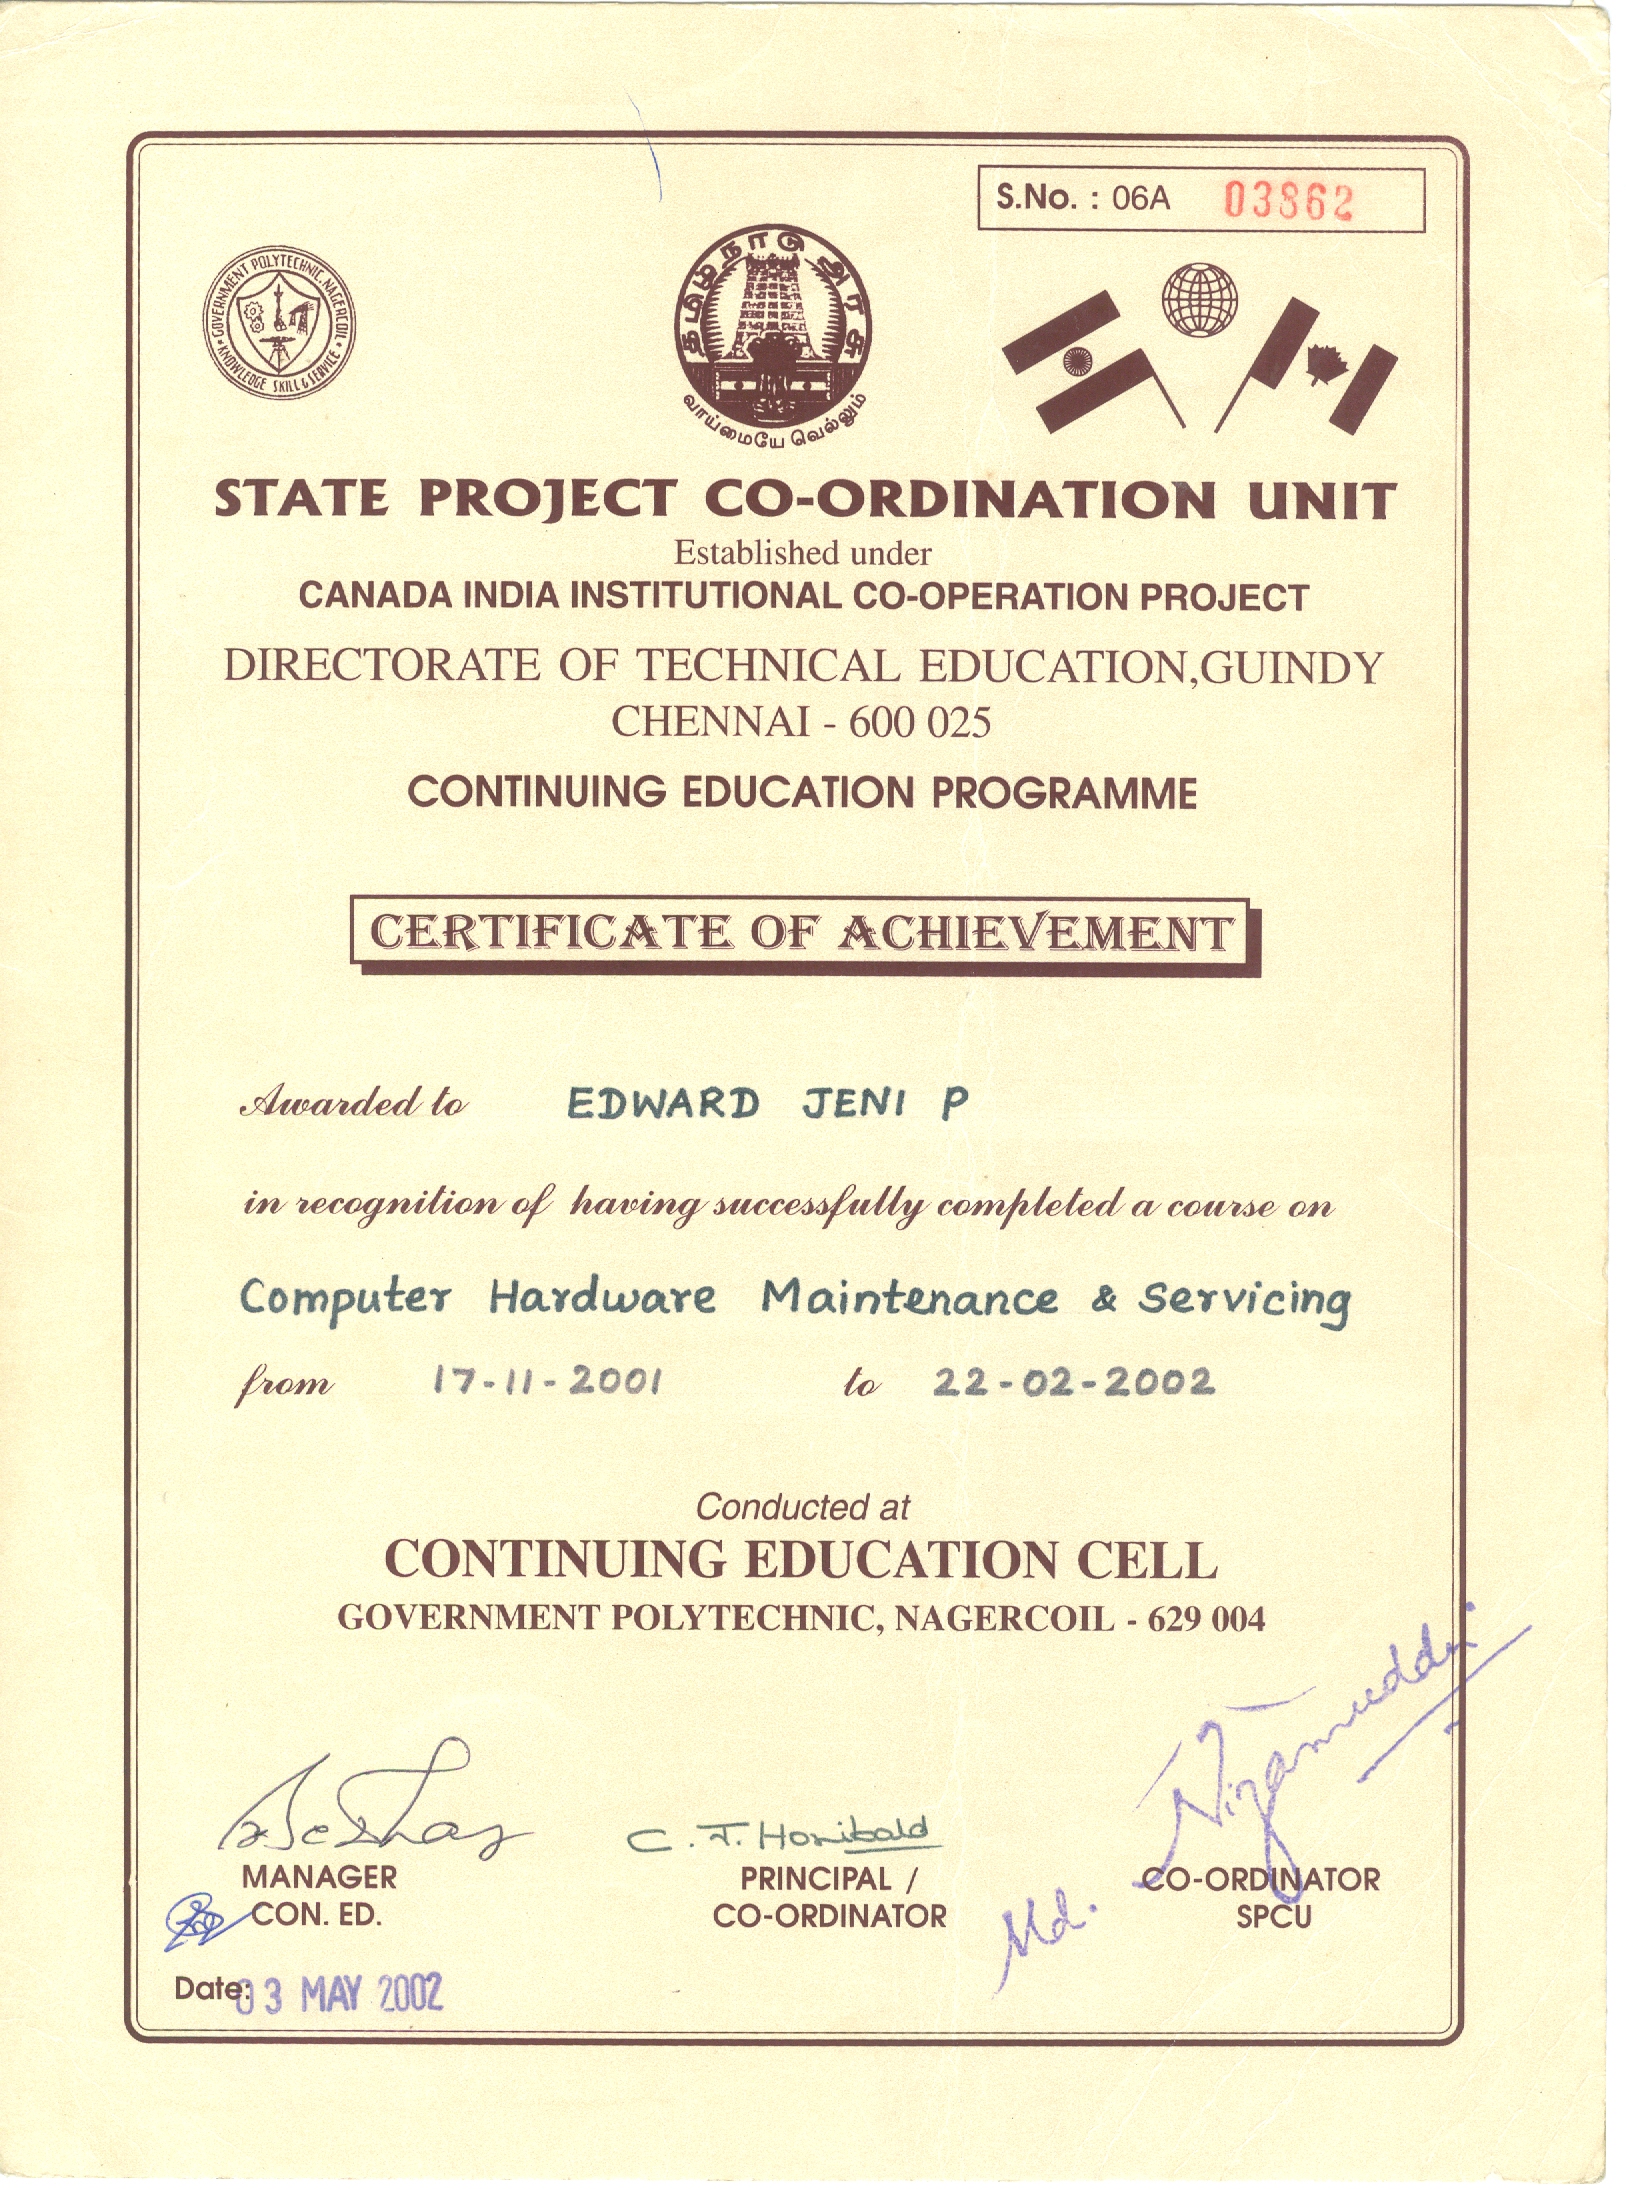 S.No. : 06A 03862
GOVERNMENT POLYTECHNIC, NAGERCOIL
KNOWLEDGE SKILL & SERVICE
தமிழ்நாடு அரசு
வாய்மையே வெல்லும்
STATE PROJECT CO-ORDINATION UNIT
Established under
CANADA INDIA INSTITUTIONAL CO-OPERATION PROJECT
DIRECTORATE OF TECHNICAL EDUCATION,GUINDY
CHENNAI - 600 025
CONTINUING EDUCATION PROGRAMME
CERTIFICATE OF ACHIEVEMENT
Awarded to EDWARD JENI P
in recognition of having successfully completed a course on
Computer Hardware Maintenance & Servicing
from 17-11-2001 to 22-02-2002
Conducted at
CONTINUING EDUCATION CELL
GOVERNMENT POLYTECHNIC, NAGERCOIL - 629 004
C. T. Honibald
Md. Nizamuddin
MANAGER
CON. ED.
PRINCIPAL /
CO-ORDINATOR
CO-ORDINATOR
SPCU
Date: 03 MAY 2002